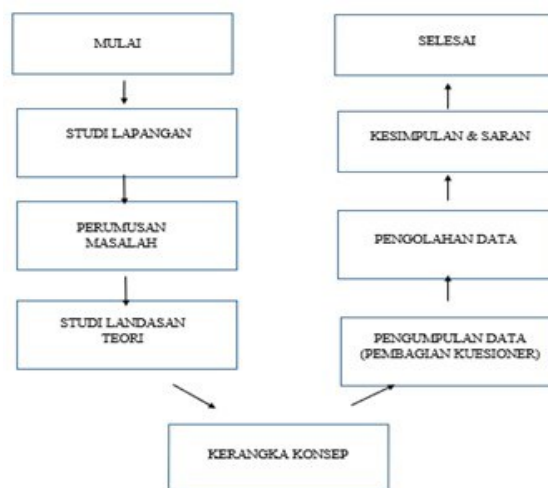 MULAI
STUDI LAPANGAN
PERUMUSAN
MASALAH
STUDI LANDASAN
TEORI
KERANGKA KONSEP
PENGUMPULAN DATA
(PEMBAGIAN KUESIONER)
PENGOLAHAN DATA
KESIMPULAN & SARAN
SELESAI